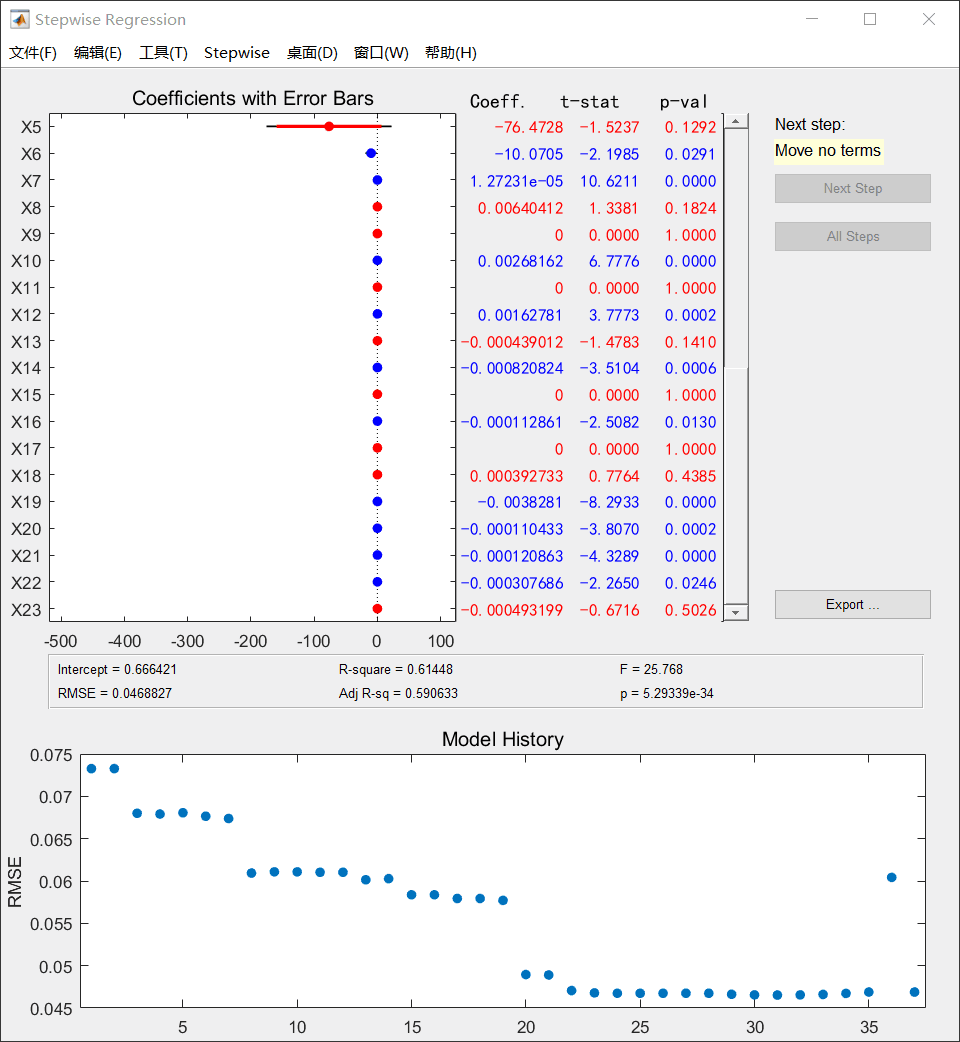 Stepwise Regression
文件(F) 编辑(E) 工具(T) Stepwise 桌面(D) 窗口(W) 帮助(H)
Coefficients with Error Bars Coeff. t-stat p-val
X5 -76.4728 -1.5237 0.1292
X6 -10.0705 -2.1985 0.0291
X7 1.27231e-05 10.6211 0.0000
X8 0.00640412 1.3381 0.1824
X9 0 0.0000 1.0000
X10 0.00268162 6.7776 0.0000
X11 0 0.0000 1.0000
X12 0.00162781 3.7773 0.0002
X13 -0.000439012 -1.4783 0.1410
X14 -0.000820824 -3.5104 0.0006
X15 0 0.0000 1.0000
X16 -0.000112861 -2.5082 0.0130
X17 0 0.0000 1.0000
X18 0.000392733 0.7764 0.4385
X19 -0.0038281 -8.2933 0.0000
X20 -0.000110433 -3.8070 0.0002
X21 -0.000120863 -4.3289 0.0000
X22 -0.000307686 -2.2650 0.0246
X23 -0.000493199 -0.6716 0.5026
-500 -400 -300 -200 -100 0 100
Next step:
Move no terms
Next Step
All Steps
Export ...
Intercept = 0.666421 R-square = 0.61448 F = 25.768
RMSE = 0.0468827 Adj R-sq = 0.590633 p = 5.29339e-34
Model History
RMSE
0.075
0.07
0.065
0.06
0.055
0.05
0.045
5 10 15 20 25 30 35